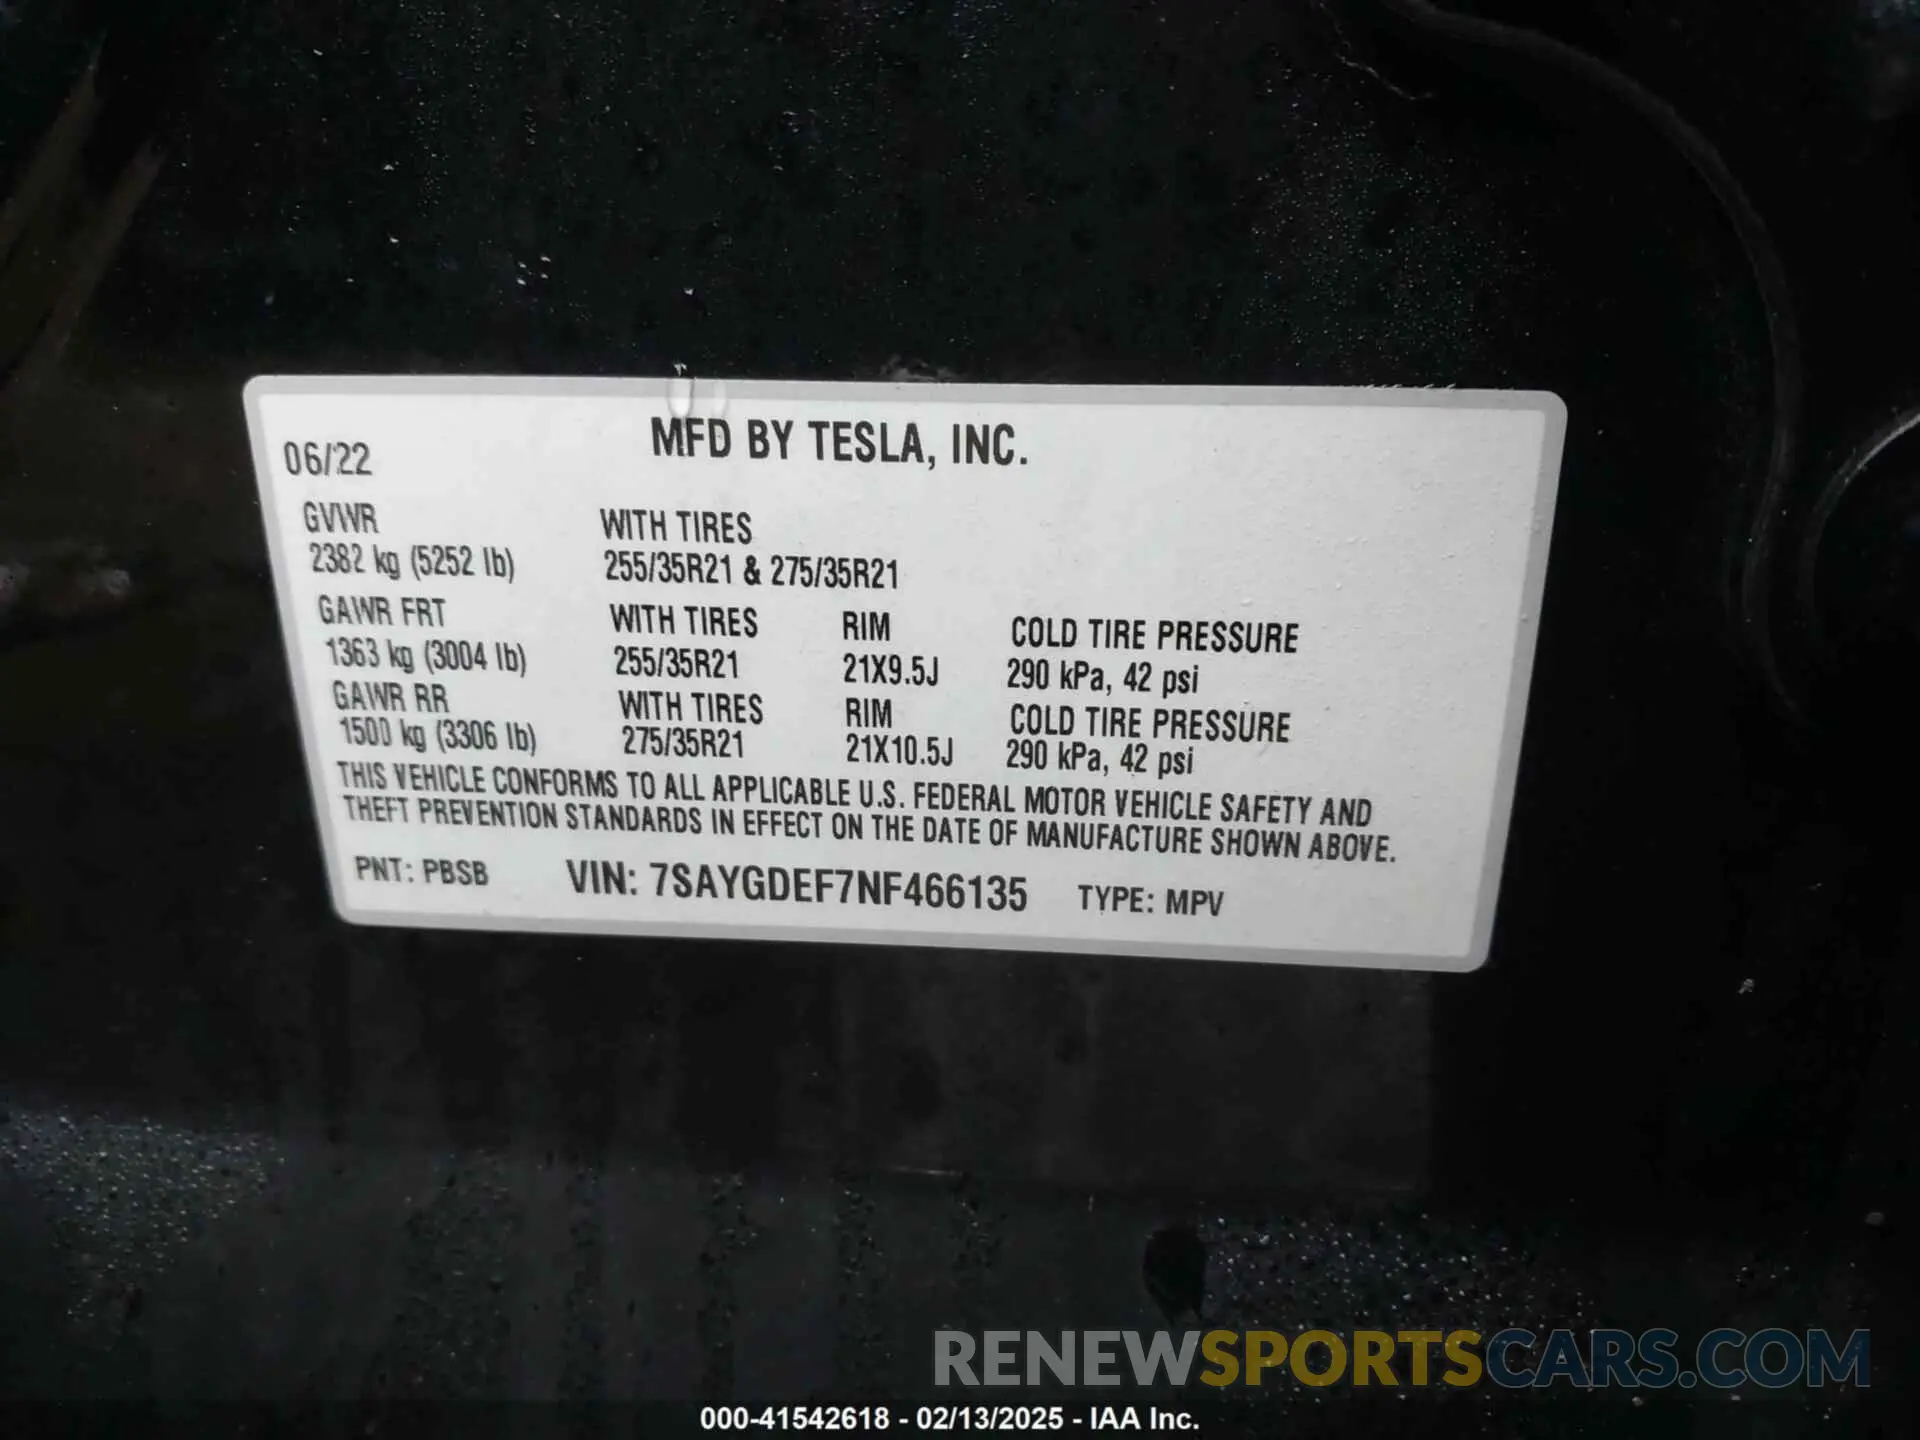 MFD BY TESLA, INC.
06/22
GVWR WITH TIRES
2382 kg (5252 lb) 255/35R21 & 275/35R21
GAWR FRT WITH TIRES RIM COLD TIRE PRESSURE
1363 kg (3004 lb) 255/35R21 21X9.5J 290 kPa, 42 psi
GAWR RR WITH TIRES RIM COLD TIRE PRESSURE
1500 kg (3306 lb) 275/35R21 21X10.5J 290 kPa, 42 psi
THIS VEHICLE CONFORMS TO ALL APPLICABLE U.S. FEDERAL MOTOR VEHICLE SAFETY AND
THEFT PREVENTION STANDARDS IN EFFECT ON THE DATE OF MANUFACTURE SHOWN ABOVE.
PNT: PBSB VIN: 7SAYGDEF7NF466135 TYPE: MPV
RENEWSPORTSCARS.COM
000-41542618 - 02/13/2025 - IAA Inc.